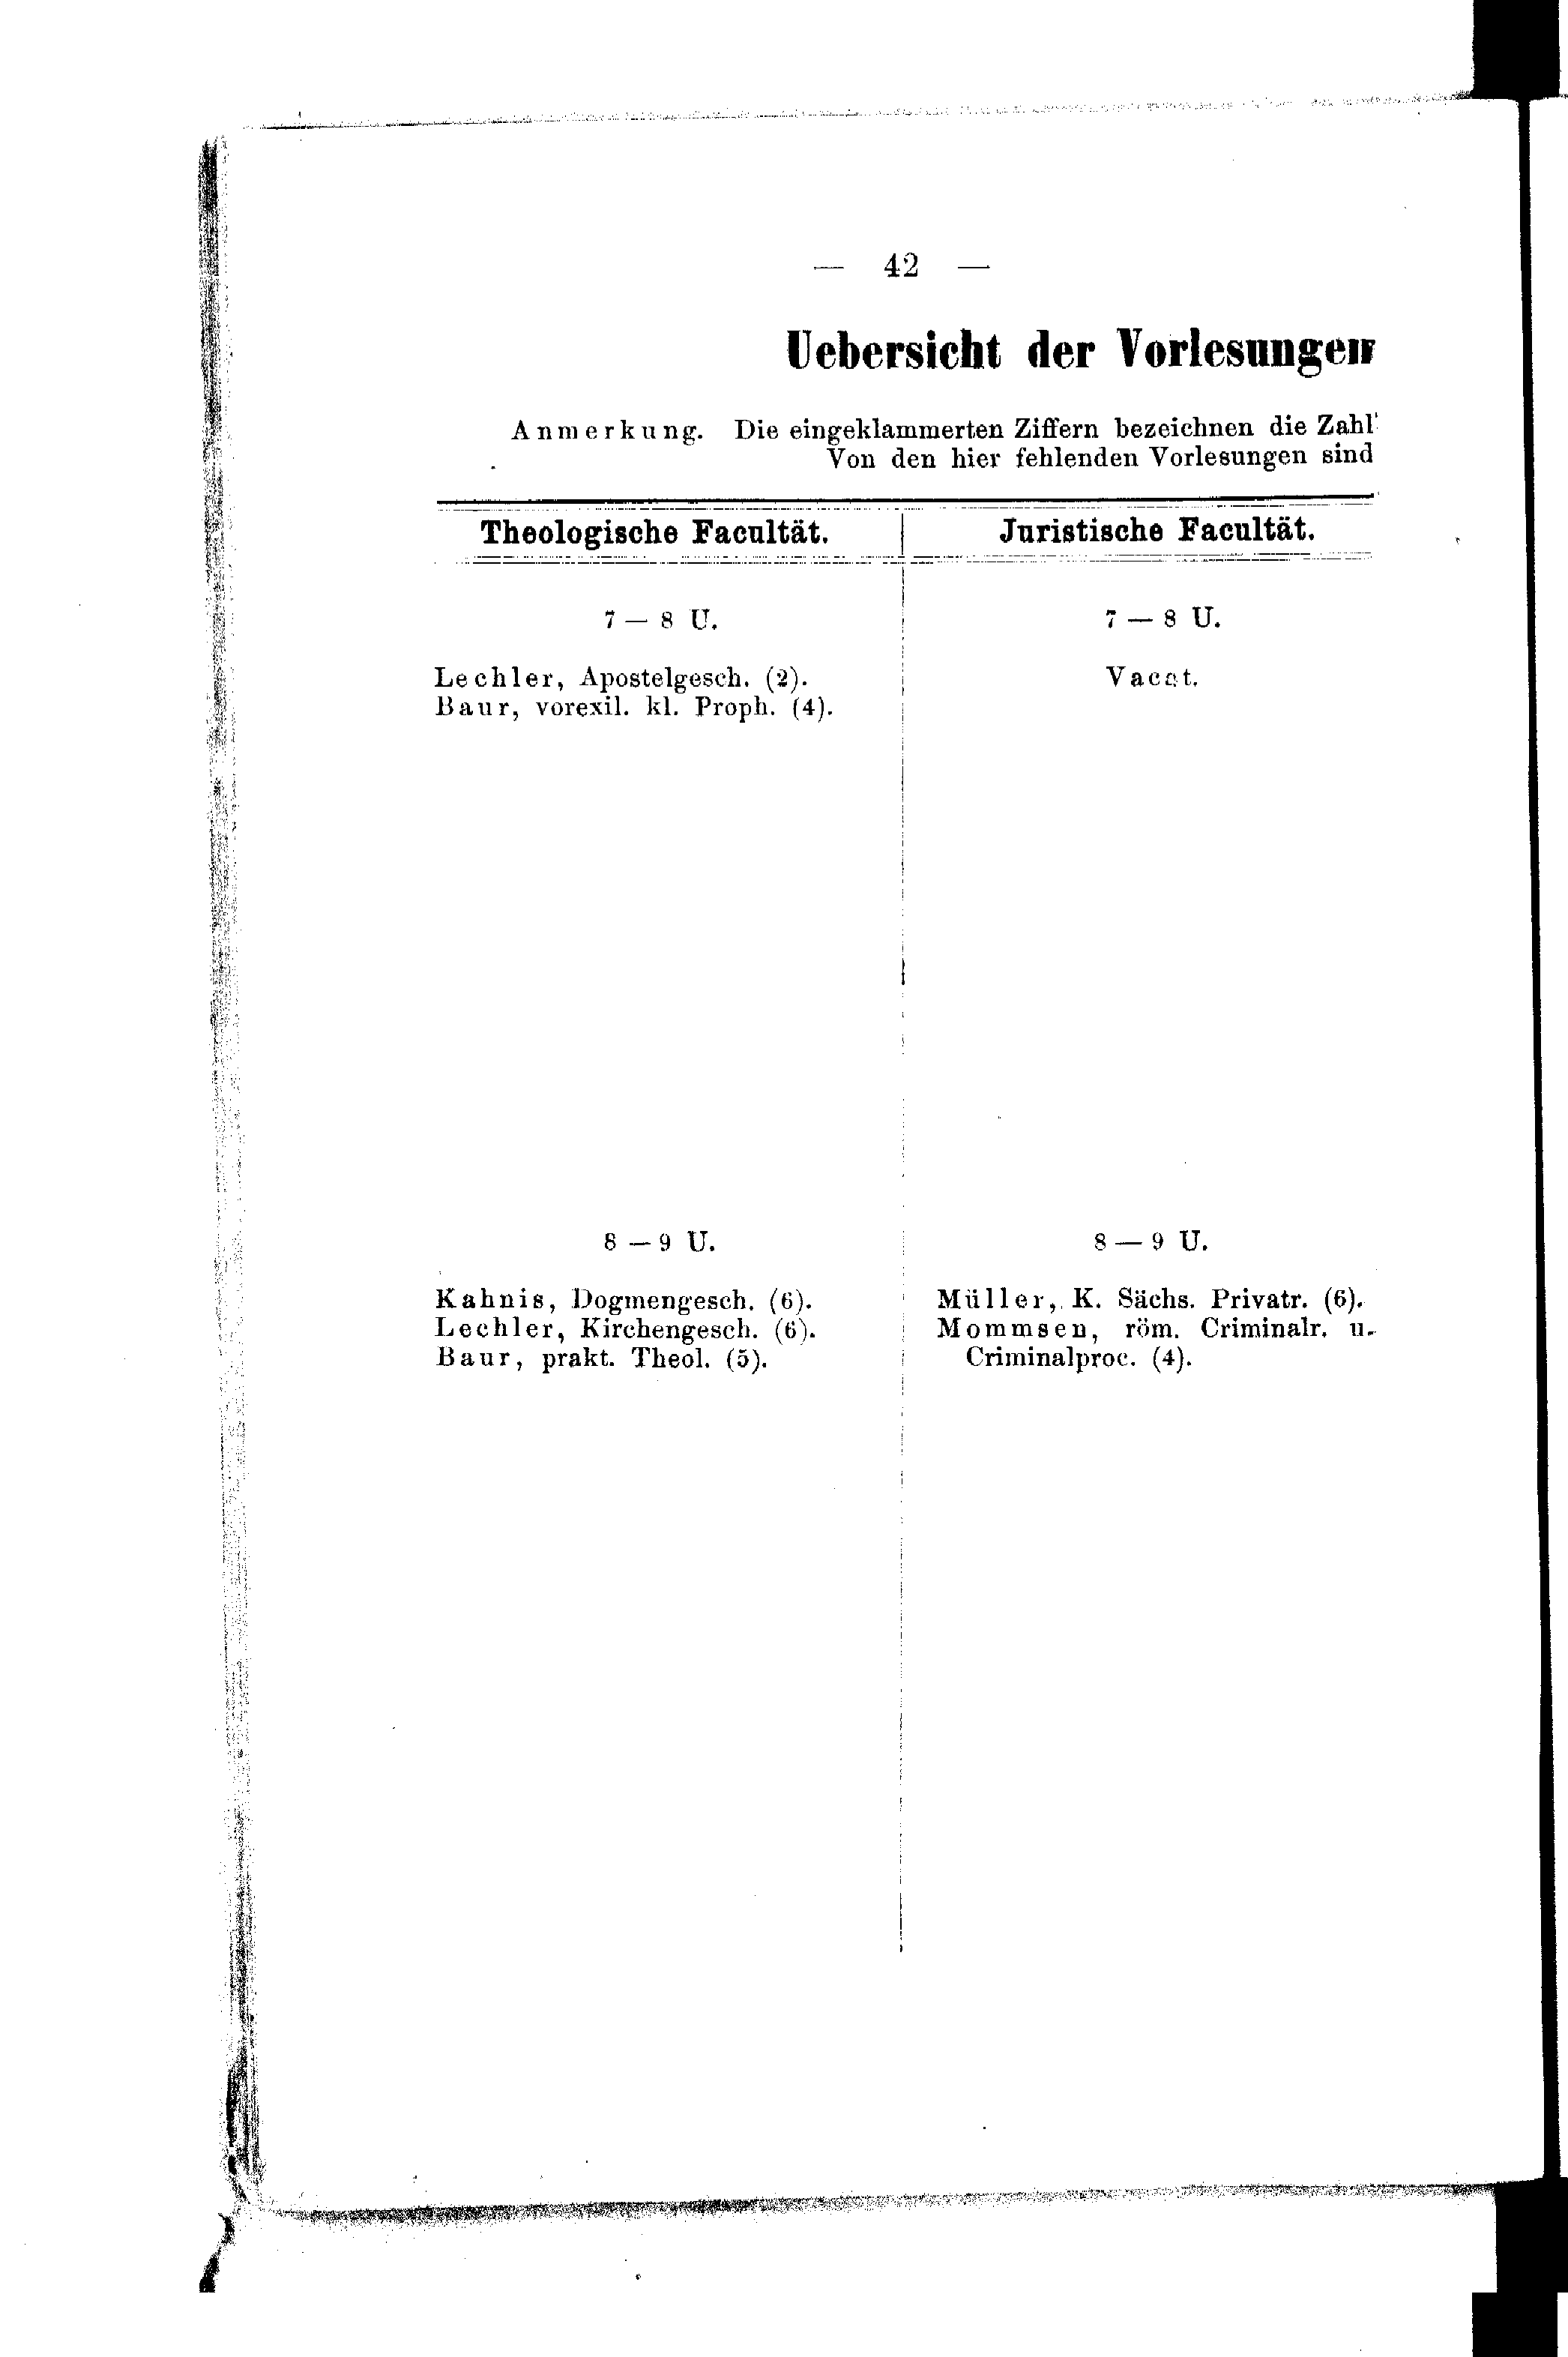 — 42 —
Uebersicht der Vorlesungen
Anmerkung. Die eingeklammerten Ziffern bezeichnen die Zahl
Von den hier fehlenden Vorlesungen sind
Theologische Facultät.
7 — 8 U.
Lechler, Apostelgesch. (2).
Baur, vorexil. kl. Proph. (4).
8 — 9 U.
Kahnis, Dogmengesch. (6).
Lechler, Kirchengesch. (6).
Baur, prakt. Theol. (5).
Juristische Facultät.
7 — 8 U.
Vacat.
8 — 9 U.
Müller, K. Sächs. Privatr. (6).
Mommsen, röm. Criminalr. u.
Criminalproc. (4).